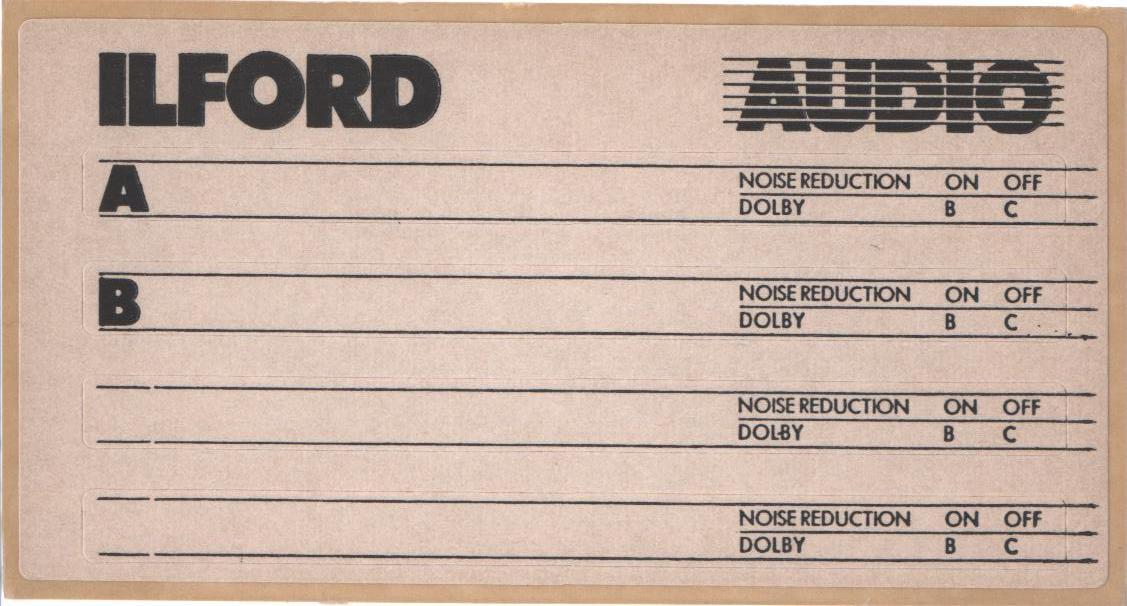 ILFORD AUDIO
A NOISE REDUCTION ON OFF
DOLBY B C
B NOISE REDUCTION ON OFF
DOLBY B C
NOISE REDUCTION ON OFF
DOLBY B C
NOISE REDUCTION ON OFF
DOLBY B C